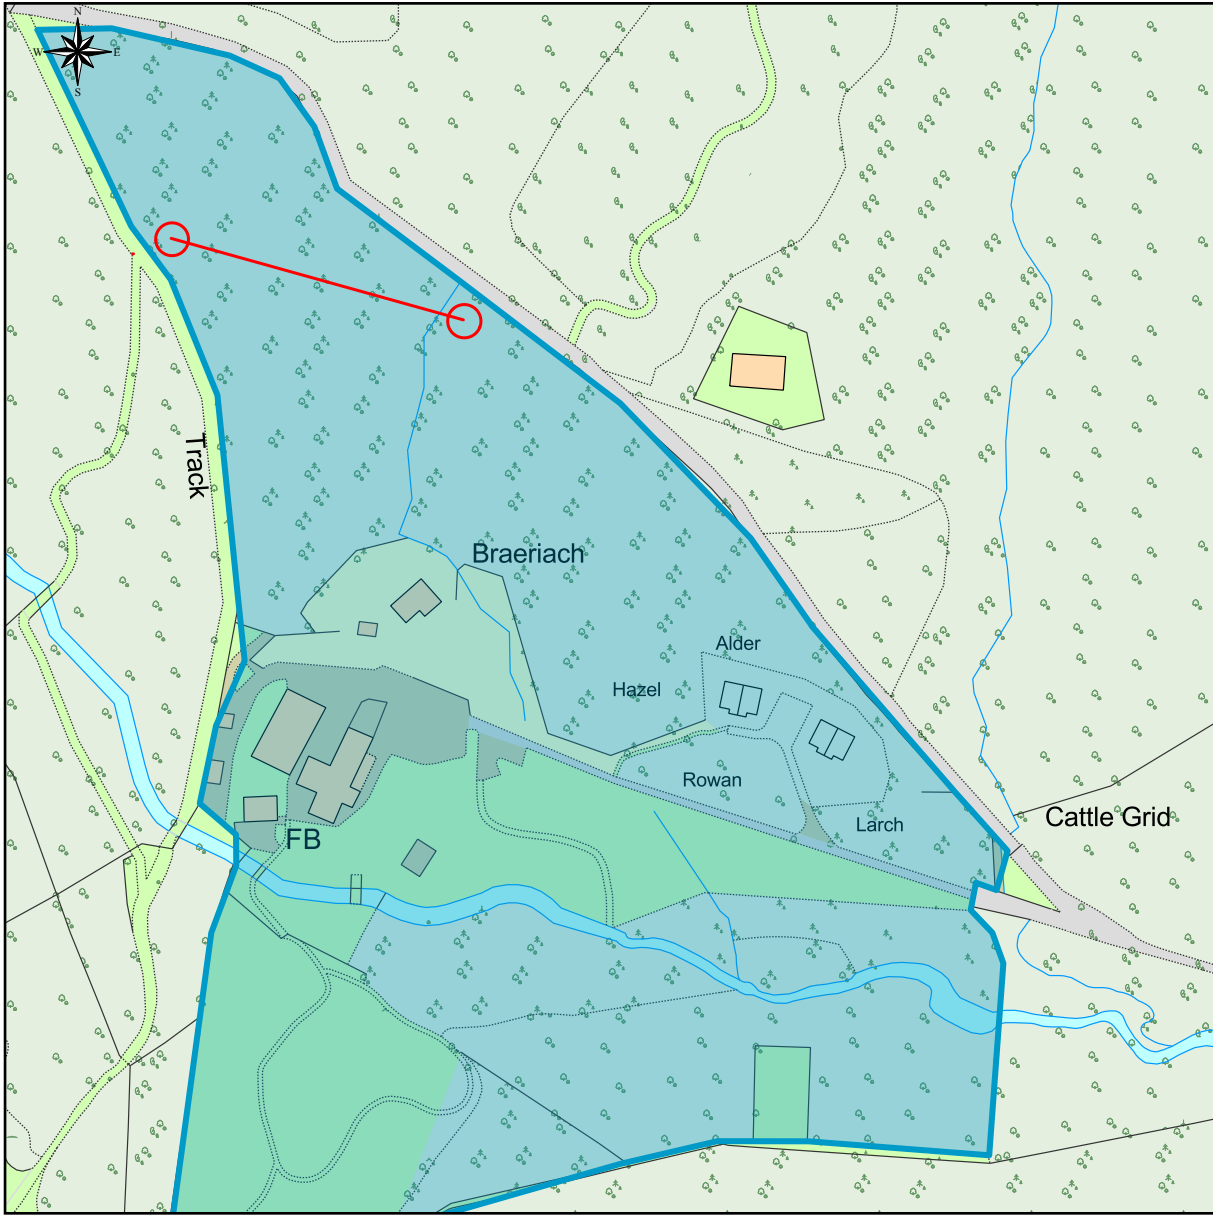 N
W E
S
Track
Braeriach
Alder
Hazel
Rowan
Larch
Cattle Grid
FB